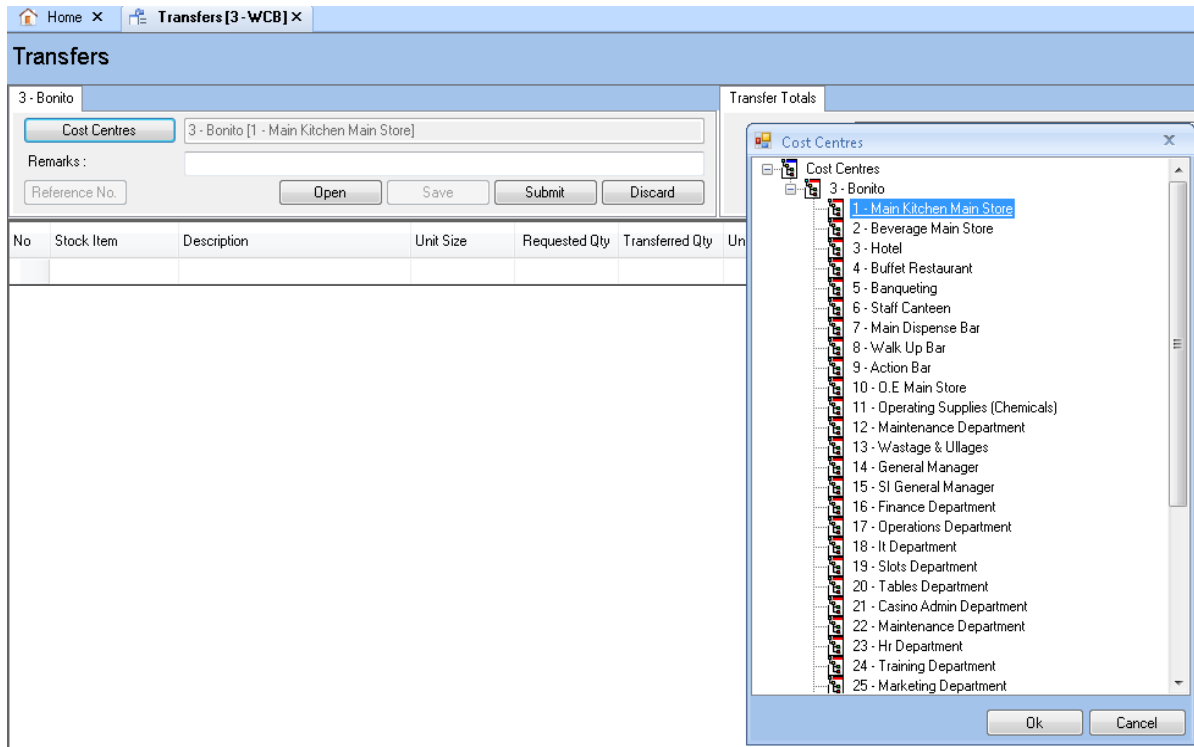 Home X Transfers [3 - WCB] X
Transfers
3 - Bonito
Transfer Totals
Cost Centres 3 - Bonito [1 - Main Kitchen Main Store]
Remarks :
Reference No. Open Save Submit Discard
No Stock Item Description Unit Size Requested Qty Transferred Qty Un
Cost Centres x
Cost Centres
3 - Bonito
1 - Main Kitchen Main Store
2 - Beverage Main Store
3 - Hotel
4 - Buffet Restaurant
5 - Banqueting
6 - Staff Canteen
7 - Main Dispense Bar
8 - Walk Up Bar
9 - Action Bar
10 - O.E Main Store
11 - Operating Supplies (Chemicals)
12 - Maintenance Department
13 - Wastage & Ullages
14 - General Manager
15 - SI General Manager
16 - Finance Department
17 - Operations Department
18 - It Department
19 - Slots Department
20 - Tables Department
21 - Casino Admin Department
22 - Maintenance Department
23 - Hr Department
24 - Training Department
25 - Marketing Department
Ok Cancel